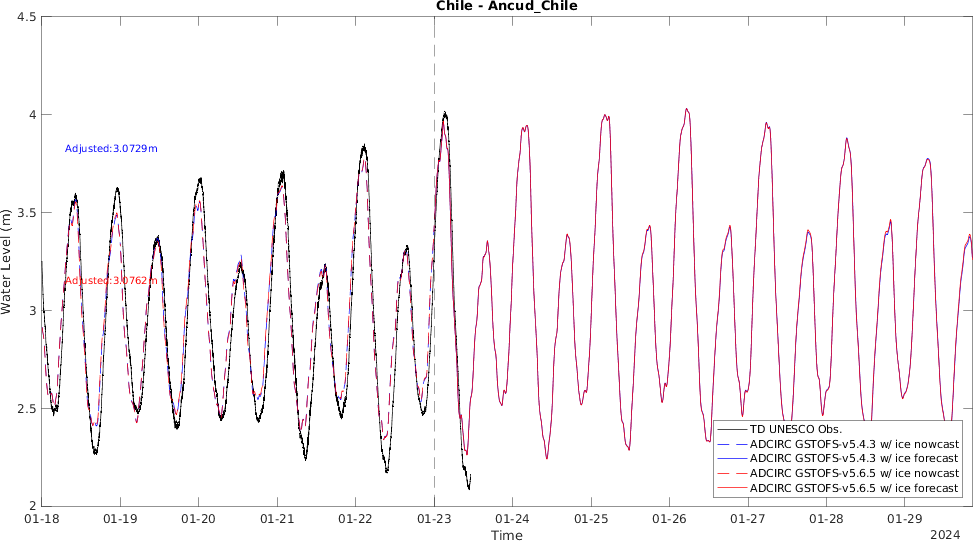 Chile - Ancud_Chile
Water Level (m)
4.5
4
3.5
3
2.5
2
Adjusted:3.0729m
Adjusted:3.0762m
TD UNESCO Obs.
ADCIRC GSTOFS-v5.4.3 w/ ice nowcast
ADCIRC GSTOFS-v5.4.3 w/ ice forecast
ADCIRC GSTOFS-v5.6.5 w/ ice nowcast
ADCIRC GSTOFS-v5.6.5 w/ ice forecast
01-18 01-19 01-20 01-21 01-22 01-23 01-24 01-25 01-26 01-27 01-28 01-29
Time
2024